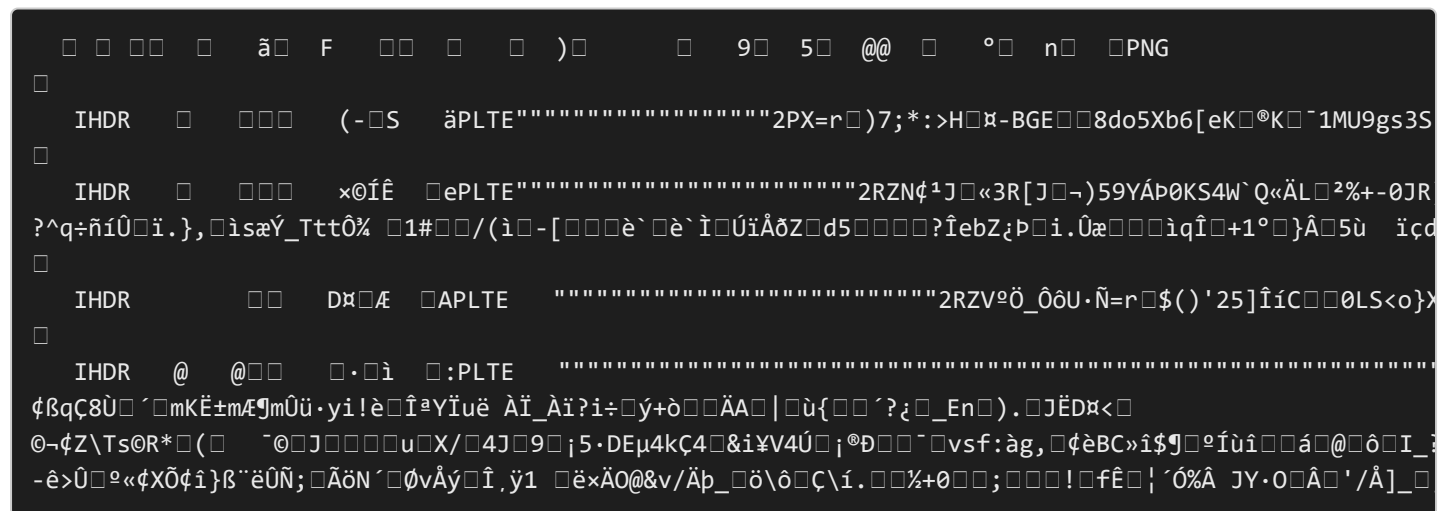 □ □ □□ □ ã□ F □□ □ □ )□ □ 9□ 5□ @@ □ °□ n□ □PNG
□
IHDR □ □□□ (-□S äPLTE""""""""""""""""""2PX=r□)7;*:>H□¤-BGE□□8do5Xb6[eK□®K□¯1MU9gs3S
□
IHDR □ □□□ ×©ÍÊ □ePLTE""""""""""""""""""""""""2RZN¢¹J□«3R[J□¬)59YÁÞ0KS4W`Q«ÄL□²%+-0JR
?^q÷ñíÛ□ï.},□ìsæÝ_TttÔ¾ □1#□□/(ì□-[□□□è`□è`Ì□ÚïÅðZ□d5□□□□?ÎebZ¿Þ□i.Ûæ□□□ìqÎ□+1°□}Â□5ù ïçd
□
IHDR □□ D¤□Æ □APLTE """""""""""""""""""""""""""2RZVºÖ_ÔôU·Ñ=r□$()'25]ÎíC□□0LS<o}X
□
IHDR @ @□□ □·□ì □:PLTE """"""""""""""""""""""""""""""""""""""""""""""""""""""""""""""
¢ßqÇ8Ù□´□mKË±mÆ¶mÛü·yi!è□ÎªYÏuë ÀÏ_Àï?i÷□ý+ò□□ÄA□|□ù{□□´?¿□_En□).□JËD¤<□
©¬¢Z\Ts©R*□(□ ¯©□J□□□□u□X/□4J□9□¡5·DEµ4kÇ4□&i¥V4Ú□¡®Ð□□¯□vsf:àg,□¢èBC»î$¶□ºÍùî□□á□@□ô□I_
-ê>Û□º«¢XÕ¢î}ß¨ëÛÑ;□ÃöN´□ØvÅý□Î¸ÿ1 □ë×ÄO@&v/Äþ_□ö\ô□Ç\í.□□½+0□□;□□□!□fÊ□¦´Ó%Â JY·O□Â□'/Å]_□